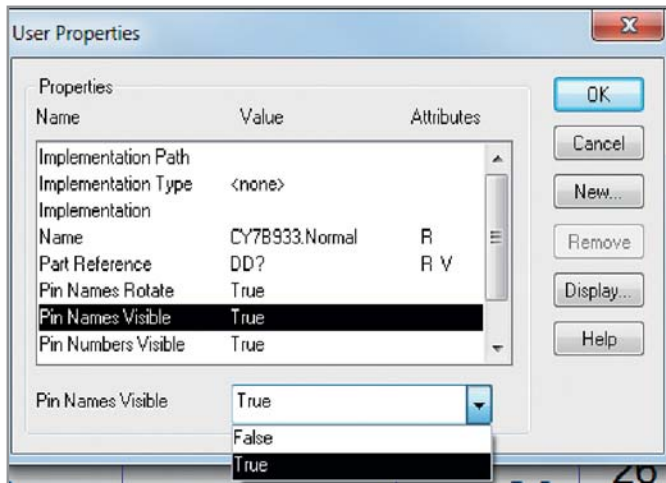 User Properties
Properties
Name Value Attributes
Implementation Path
Implementation Type <none>
Implementation
Name CY7B933.Normal R
Part Reference DD? R V
Pin Names Rotate True
Pin Names Visible True
Pin Numbers Visible True
Pin Names Visible True
False
True
OK
Cancel
New...
Remove
Display...
Help
26